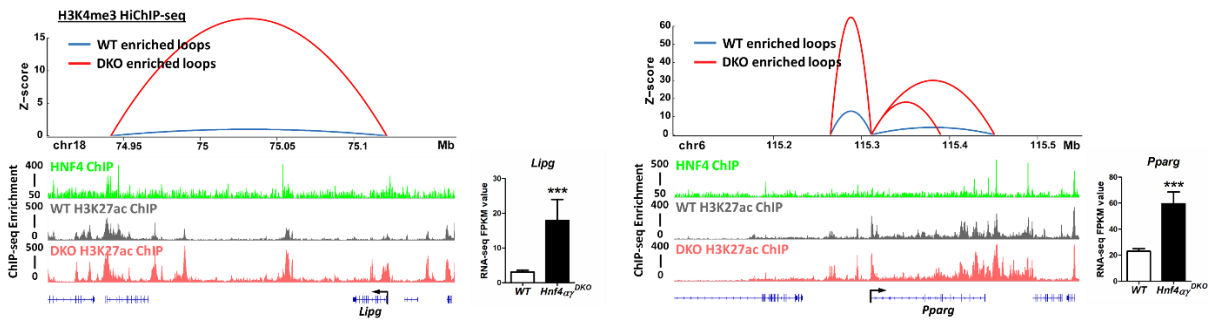 H3K4me3 HiChIP-seq
WT enriched loops
DKO enriched loops
Z-score
15
10
5
0
chr18
74.95
75
75.05
75.1
Mb
ChIP-seq Enrichment
400
50
HNF4 ChIP
500
0
WT H3K27ac ChIP
500
0
DKO H3K27ac ChIP
Lipg
Lipg
RNA-seq FPKM value
30
20
10
0
***
WT
Hnf4αγDKO
WT enriched loops
DKO enriched loops
Z-score
60
50
40
30
20
10
0
chr6
115.2
115.3
115.4
115.5
Mb
ChIP-seq Enrichment
500
50
HNF4 ChIP
400
0
WT H3K27ac ChIP
400
0
DKO H3K27ac ChIP
Pparg
Pparg
RNA-seq FPKM value
80
60
40
20
0
***
WT
Hnf4αγDKO